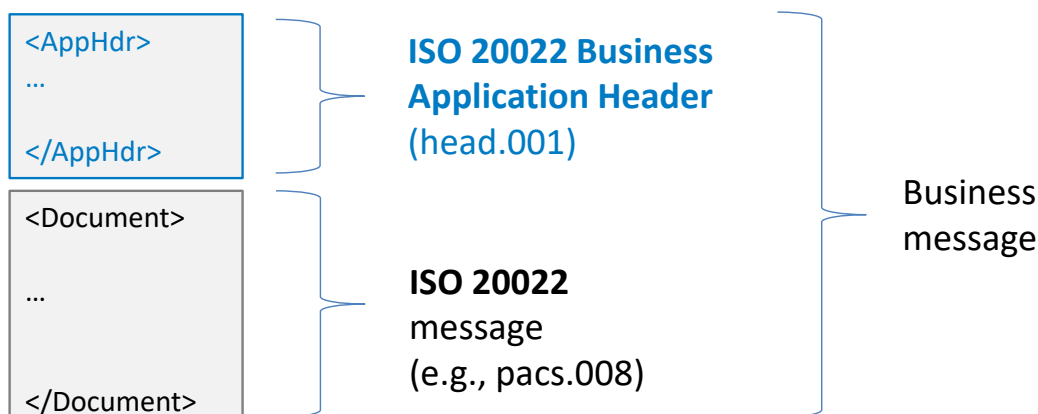 <AppHdr>
…
</AppHdr>
ISO 20022 Business
Application Header
(head.001)
<Document>
…
</Document>
ISO 20022
message
(e.g., pacs.008)
Business
message